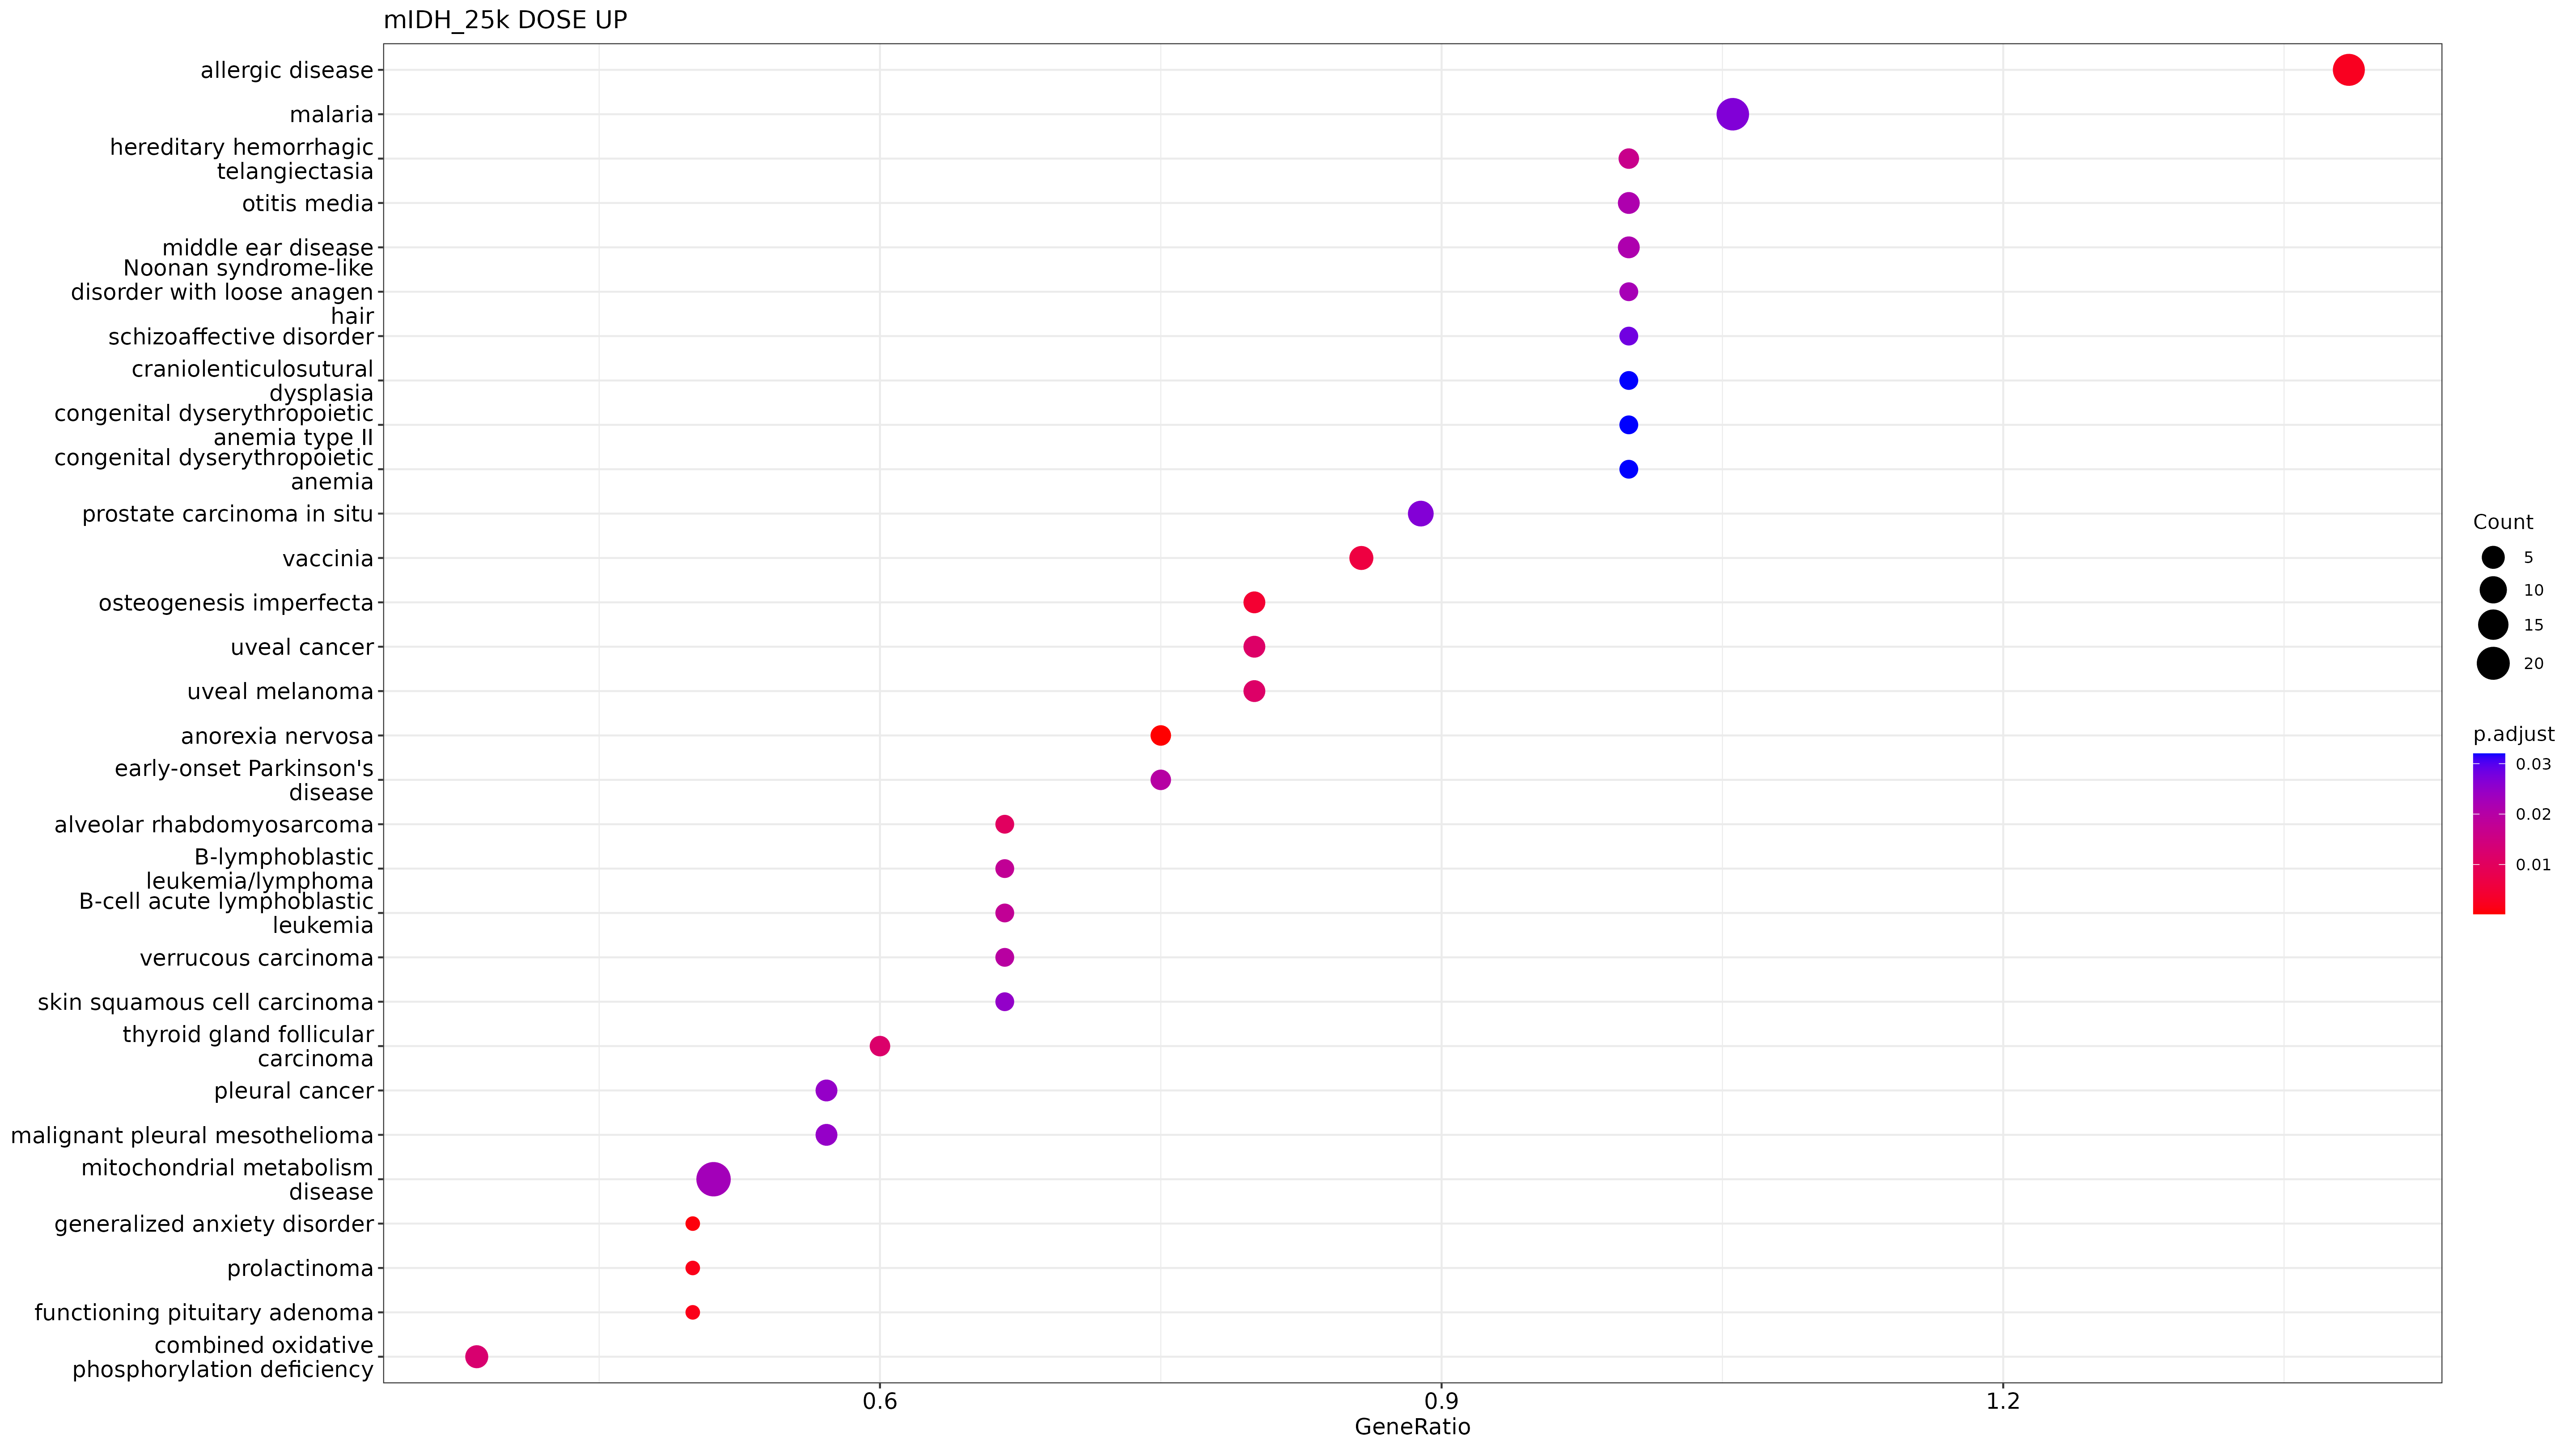 mIDH_25k DOSE UP
allergic disease
malaria
hereditary hemorrhagic
telangiectasia
otitis media
middle ear disease
Noonan syndrome-like
disorder with loose anagen
hair
schizoaffective disorder
craniolenticulosutural
dysplasia
congenital dyserythropoietic
anemia type II
congenital dyserythropoietic
anemia
prostate carcinoma in situ
vaccinia
osteogenesis imperfecta
uveal cancer
uveal melanoma
anorexia nervosa
early-onset Parkinson's
disease
alveolar rhabdomyosarcoma
B-lymphoblastic
leukemia/lymphoma
B-cell acute lymphoblastic
leukemia
verrucous carcinoma
skin squamous cell carcinoma
thyroid gland follicular
carcinoma
pleural cancer
malignant pleural mesothelioma
mitochondrial metabolism
disease
generalized anxiety disorder
prolactinoma
functioning pituitary adenoma
combined oxidative
phosphorylation deficiency
0.6
0.9
1.2
GeneRatio
Count
5
10
15
20
p.adjust
0.03
0.02
0.01